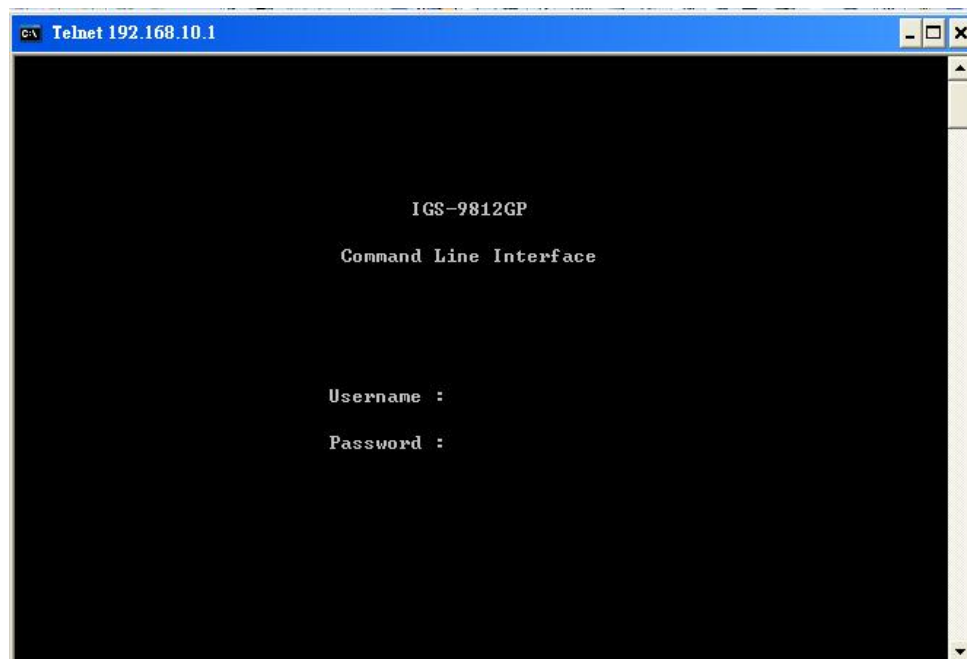 Telnet 192.168.10.1
IGS-9812GP
Command Line Interface
Username :
Password :